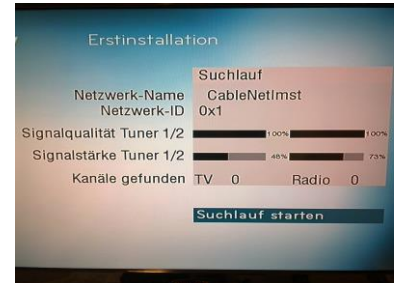 Erstinstallation
Suchlauf
Netzwerk-Name CableNetImst
Netzwerk-ID 0x1
Signalqualität Tuner 1/2 100% 100%
Signalstärke Tuner 1/2 48% 73%
Kanäle gefunden TV 0 Radio 0
Suchlauf starten